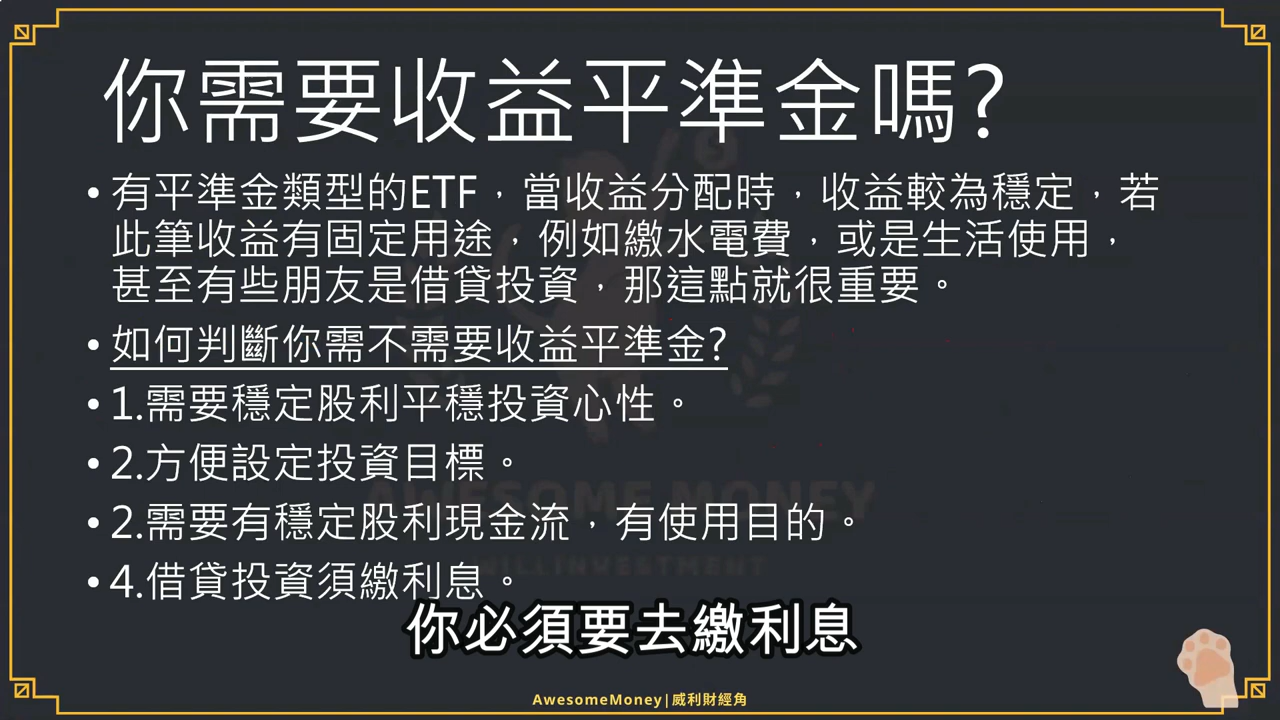 你需要收益平準金嗎?
• 有平準金類型的ETF，當收益分配時，收益較為穩定，若
此筆收益有固定用途，例如繳水電費，或是生活使用，
甚至有些朋友是借貸投資，那這點就很重要。
• 如何判斷你需不需要收益平準金?
• 1.需要穩定股利平穩投資心性。
• 2.方便設定投資目標。
AWESOME MONEY
• 2.需要有穩定股利現金流，有使用目的。
WILLINVESTMENT
• 4.借貸投資須繳利息。
你必須要去繳利息
AwesomeMoney|威利財經角